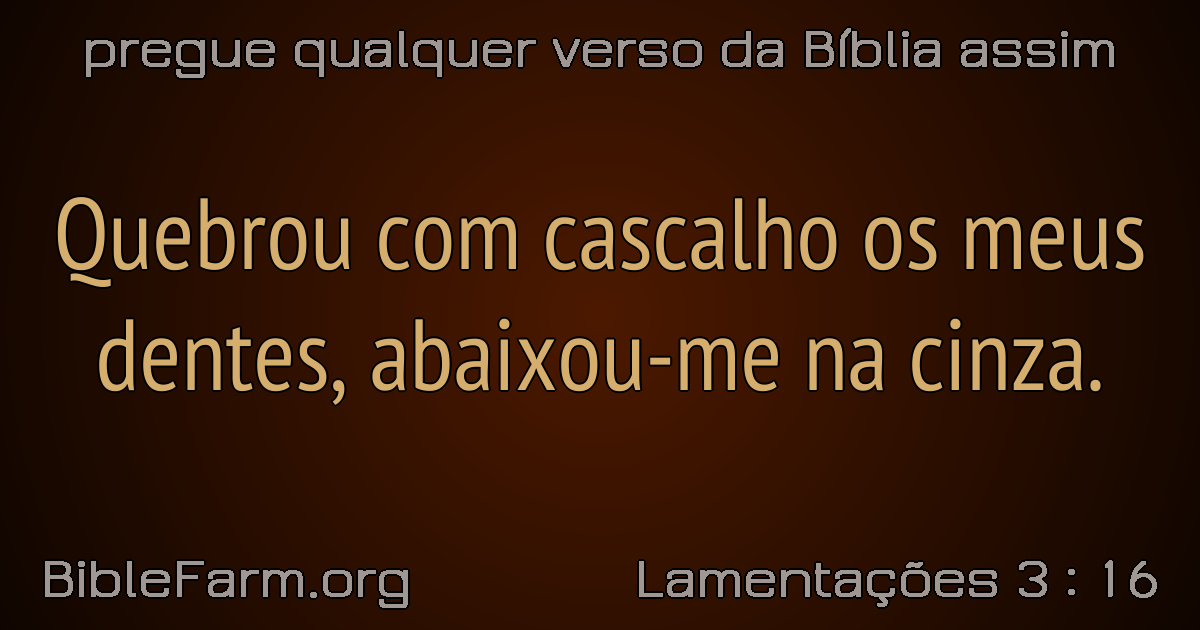 pregue qualquer verso da Bíblia assim
Quebrou com cascalho os meus
dentes, abaixou-me na cinza.
BibleFarm.org
Lamentações 3 : 16